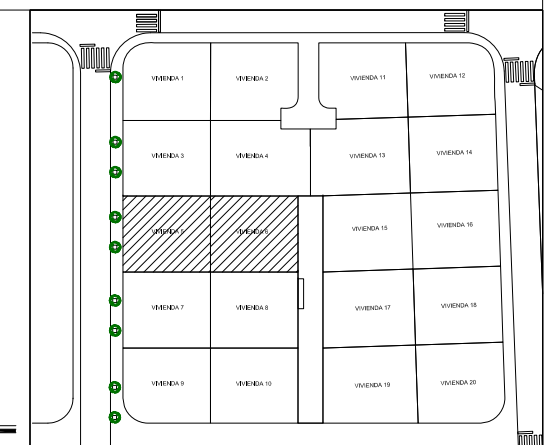 VIVIENDA 1
VIVIENDA 2
VIVIENDA 11
VIVIENDA 12
VIVIENDA 3
VIVIENDA 4
VIVIENDA 13
VIVIENDA 14
VIVIENDA 5
VIVIENDA 6
VIVIENDA 15
VIVIENDA 16
VIVIENDA 7
VIVIENDA 8
VIVIENDA 17
VIVIENDA 18
VIVIENDA 9
VIVIENDA 10
VIVIENDA 19
VIVIENDA 20